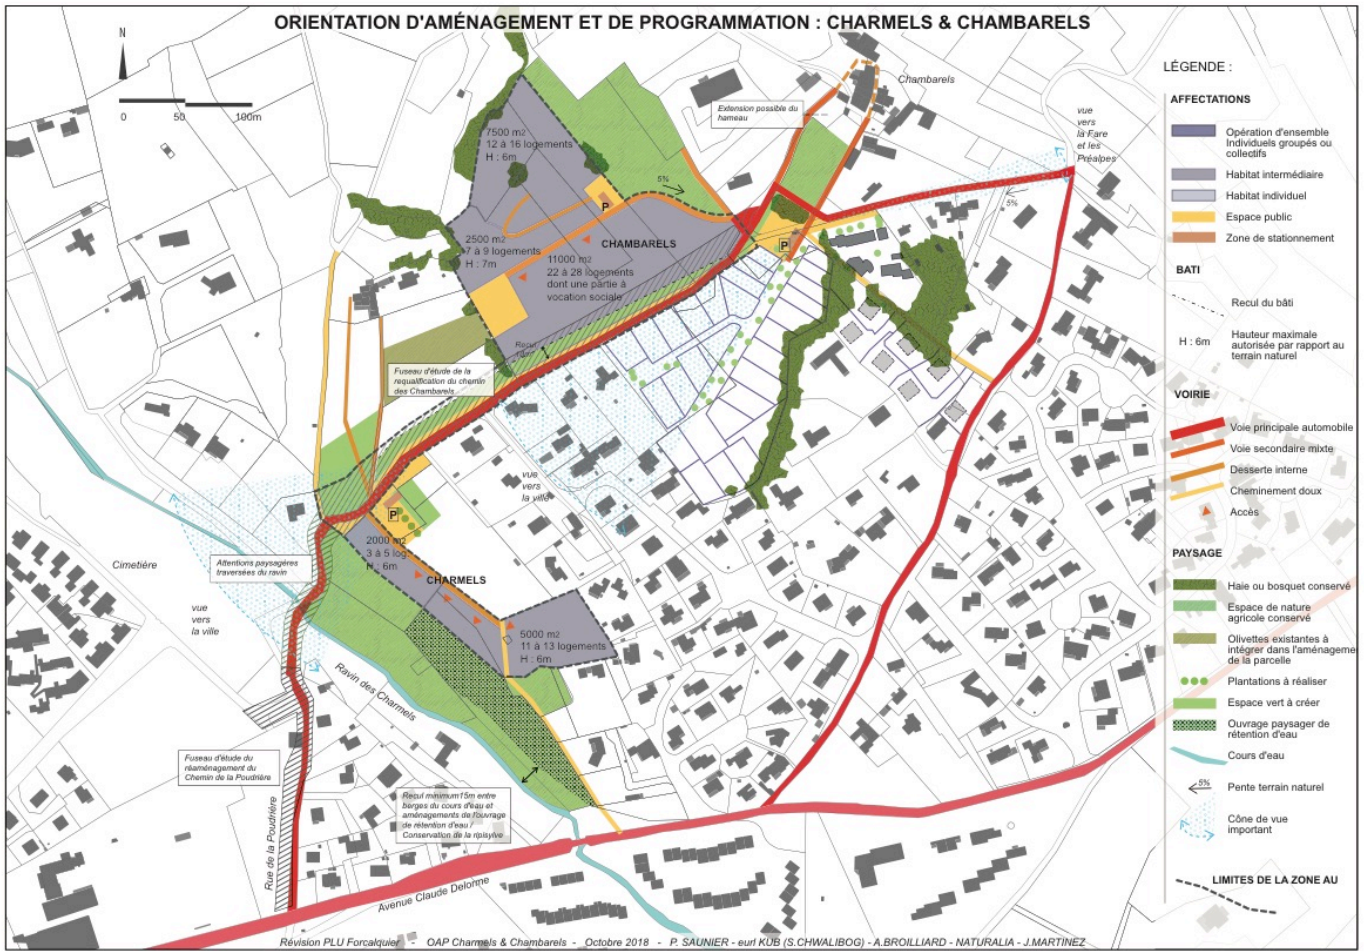 ORIENTATION D'AMÉNAGEMENT ET DE PROGRAMMATION : CHARMELS & CHAMBARELS
N
0 50 100m
7500 m2
12 à 16 logements
H : 6m
5%
P
2500 m2
7 à 9 logements
H : 7m
CHAMBARELS
11000 m2
22 à 28 logements
dont une partie à
vocation sociale
Extension possible du
hameau
Chambarels
vue
vers
la Fare
et les
Préalpes
5%
P
Recul
Fuseau d'étude de la
requalification du chemin
des Chambarels
vue
vers
la ville
P
2000 m2
3 à 5 log
H : 6m
CHARMELS
5000 m2
11 à 13 logements
H : 6m
Attentions paysagères
traversées du ravin
Cimetière
vue
vers
la ville
Ravin des Charmels
Fuseau d'étude du
réaménagement du
Chemin de la Poudrière
Rue de la Poudrière
Recul minimum15m entre
berges du cours d'eau et
aménagements de l'ouvrage
de rétention d'eau /
Conservation de la ripisylve
Avenue Claude Delorme
LÉGENDE :
AFFECTATIONS
Opération d'ensemble
Individuels groupés ou
collectifs
Habitat intermédiaire
Habitat individuel
Espace public
Zone de stationnement
BATI
Recul du bâti
H : 6m
Hauteur maximale
autorisée par rapport au
terrain naturel
VOIRIE
Voie principale automobile
Voie secondaire mixte
Desserte interne
Cheminement doux
Accès
PAYSAGE
Haie ou bosquet conservé
Espace de nature
agricole conservé
Olivettes existantes à
intégrer dans l'aménageme
de la parcelle
Plantations à réaliser
Espace vert à créer
Ouvrage paysager de
rétention d'eau
Cours d'eau
5%
Pente terrain naturel
Cône de vue
important
LIMITES DE LA ZONE AU
Révision PLU Forcalquier - OAP Charmels & Chambarels - Octobre 2018 - P. SAUNIER - eurl KUB (S.CHWALIBOG) - A.BROILLIARD - NATURALIA - J.MARTINEZ